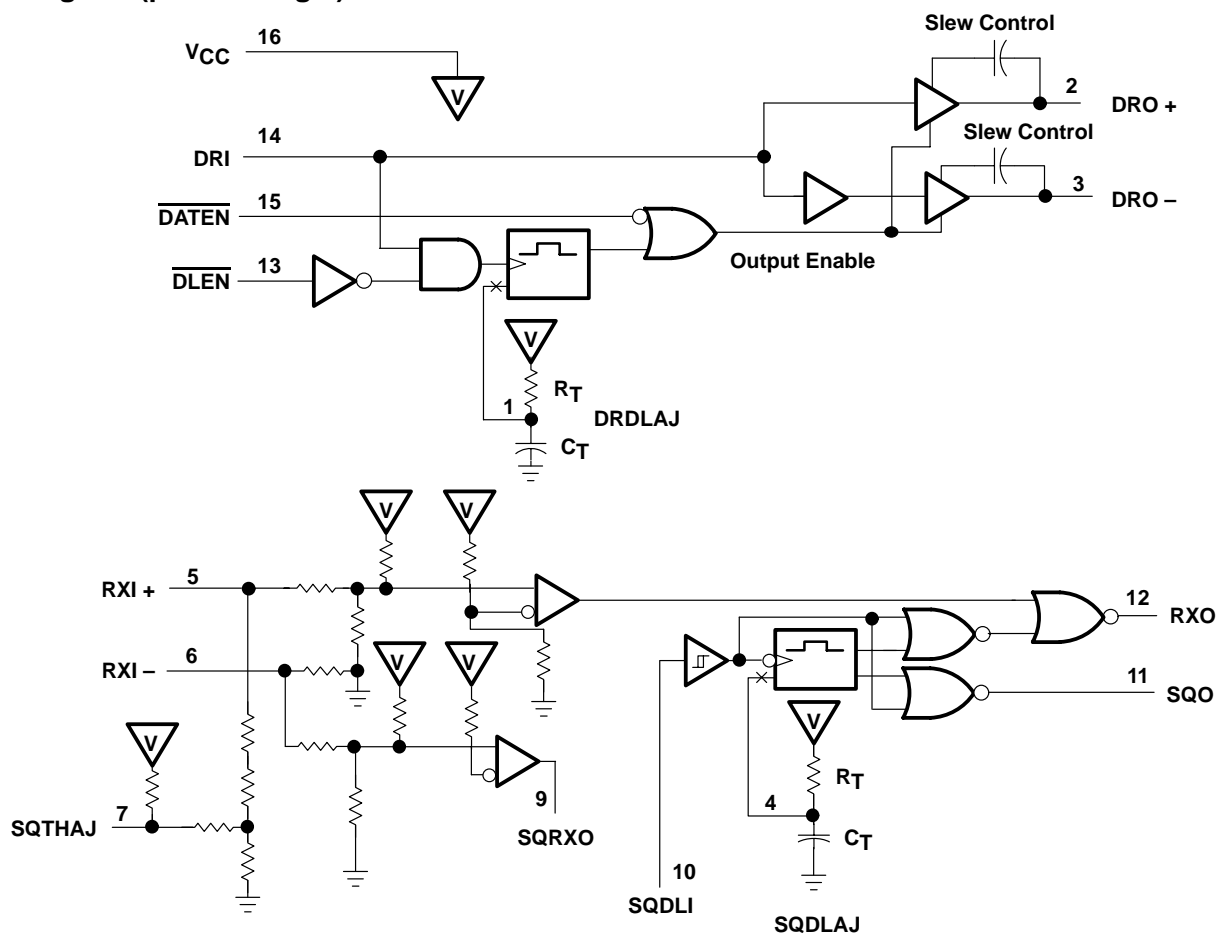 Slew Control
16
VCC
V
2
DRO +
14
Slew Control
DRI
15
3
DATEN
DRO –
13
Output Enable
DLEN
V
RT
1
DRDLAJ
CT
V
V
5
RXI +
12
RXO
6
V
V
RXI –
11
SQO
V
V
RT
7
9
4
SQTHAJ
SQRXO
CT
10
SQDLI
SQDLAJ